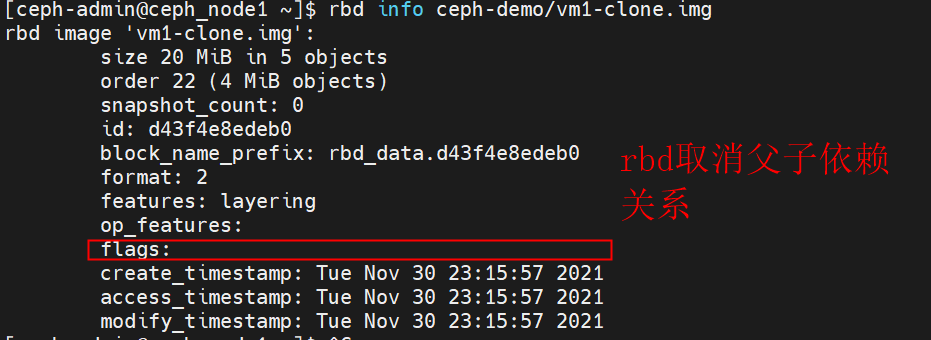 [ceph-admin@ceph_node1 ~]$ rbd info ceph-demo/vm1-clone.img
rbd image 'vm1-clone.img':
size 20 MiB in 5 objects
order 22 (4 MiB objects)
snapshot_count: 0
id: d43f4e8edeb0
block_name_prefix: rbd_data.d43f4e8edeb0
format: 2
features: layering
op_features:
flags:
create_timestamp: Tue Nov 30 23:15:57 2021
access_timestamp: Tue Nov 30 23:15:57 2021
modify_timestamp: Tue Nov 30 23:15:57 2021
rbd取消父子依赖
关系